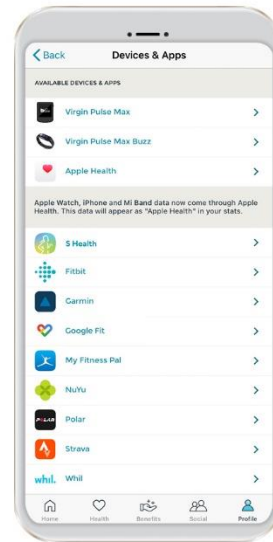 Back
Devices & Apps
AVAILABLE DEVICES & APPS
Virgin Pulse Max
Virgin Pulse Max Buzz
Apple Health
Apple Watch, iPhone and Mi Band data now come through Apple
Health. This data will appear as "Apple Health" in your stats.
S Health
Fitbit
Garmin
Google Fit
My Fitness Pal
NuYu
POLAR
Polar
Strava
whil.
Whil
Home
Health
Benefits
Social
Profile